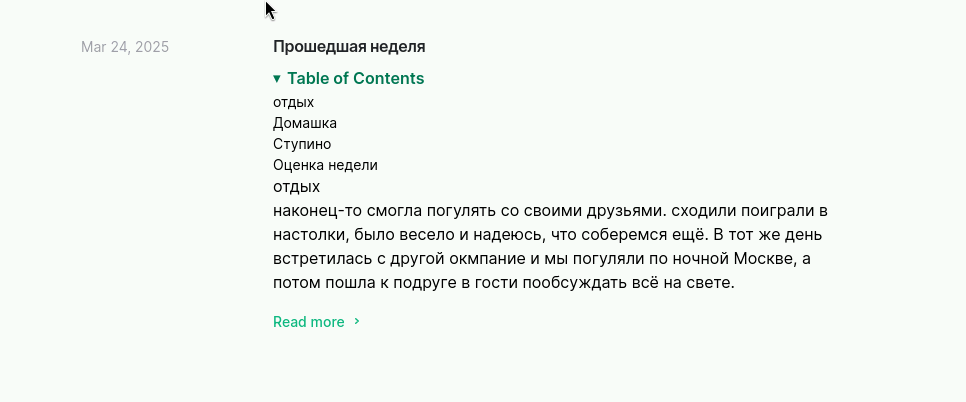 Mar 24, 2025
Прошедшая неделя
▾ Table of Contents
отдых
Домашка
Ступино
Оценка недели
отдых
наконец-то смогла погулять со своими друзьями. сходили поиграли в
настолки, было весело и надеюсь, что соберемся ещё. В тот же день
встретилась с другой окмпание и мы погуляли по ночной Москве, а
потом пошла к подруге в гости пообсуждать всё на свете.
Read more ›